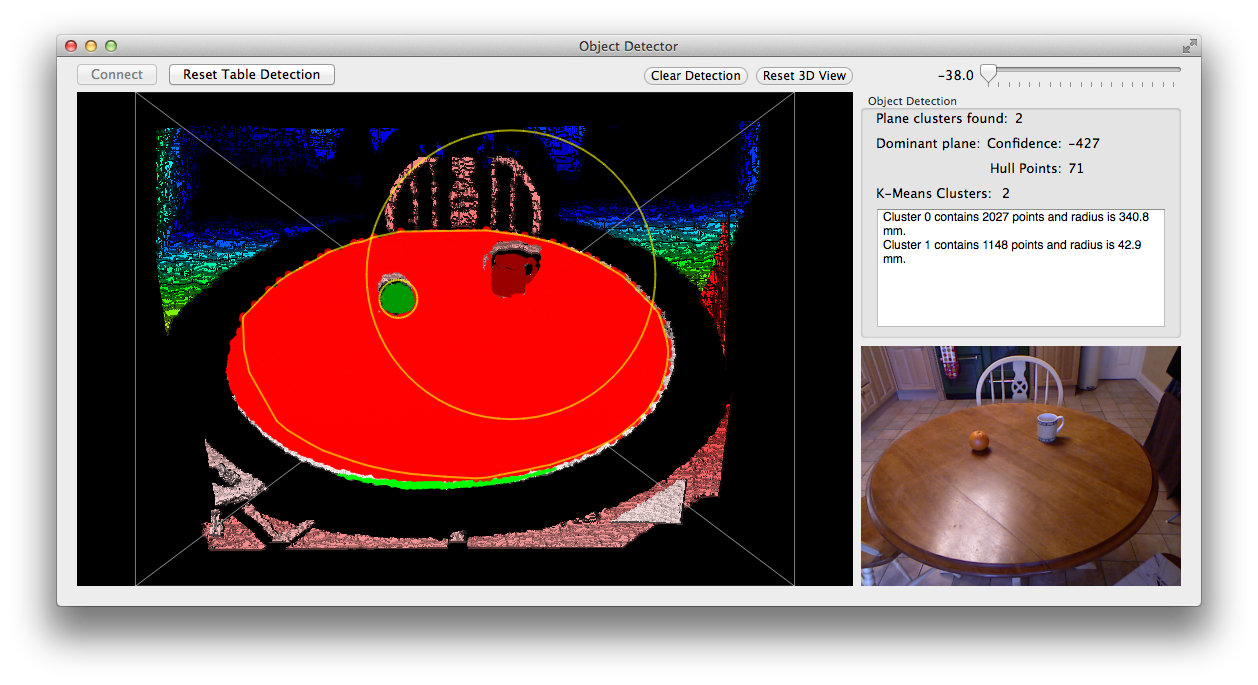 Object Detector
Connect
Reset Table Detection
Clear Detection
Reset 3D View
-38.0
Object Detection
Plane clusters found: 2
Dominant plane: Confidence: -427
Hull Points: 71
K-Means Clusters: 2
Cluster 0 contains 2027 points and radius is 340.8
mm.
Cluster 1 contains 1148 points and radius is 42.9
mm.